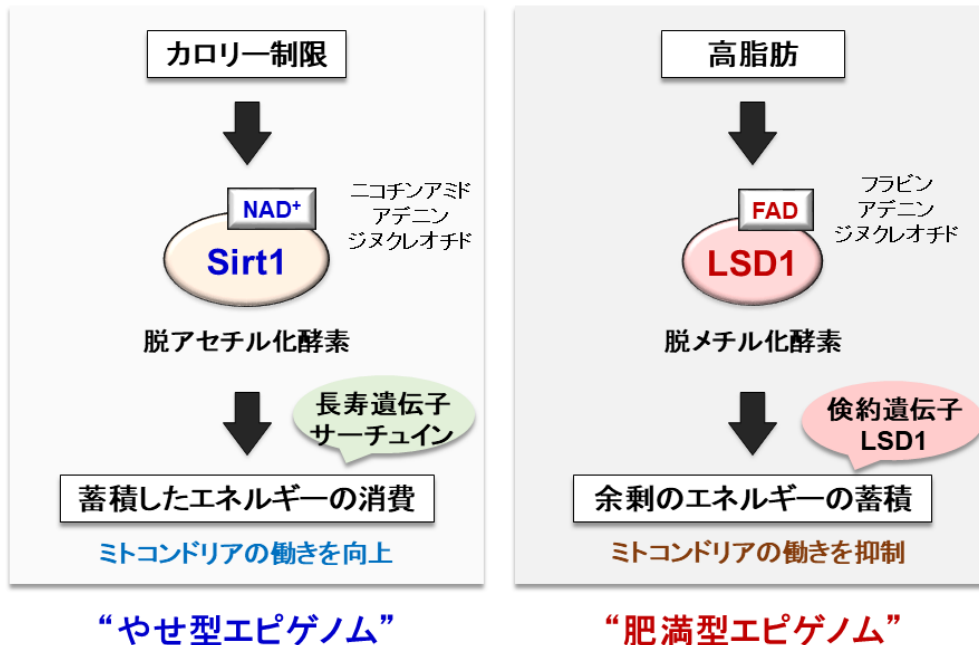 カロリー制限
NAD+
ニコチンアミド
アデニン
ジヌクレオチド
Sirt1
脱アセチル化酵素
長寿遺伝子
サーチュイン
蓄積したエネルギーの消費
ミトコンドリアの働きを向上
“やせ型エピゲノム”
高脂肪
FAD
フラビン
アデニン
ジヌクレオチド
LSD1
脱メチル化酵素
倹約遺伝子
LSD1
余剰のエネルギーの蓄積
ミトコンドリアの働きを抑制
“肥満型エピゲノム”